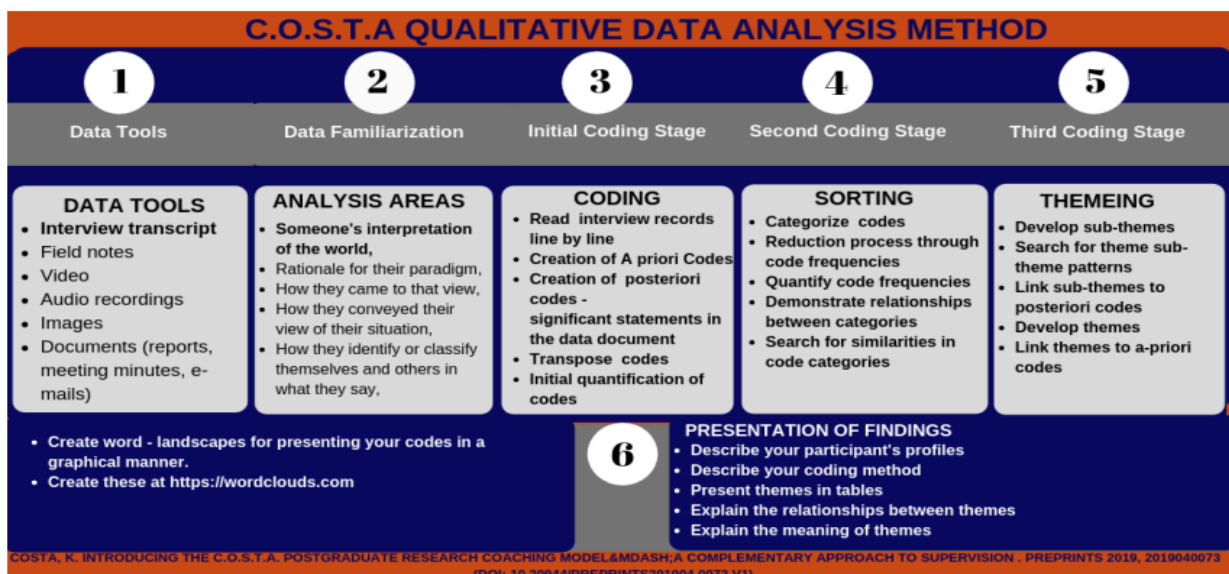 C.O.S.T.A QUALITATIVE DATA ANALYSIS METHOD
1
Data Tools
2
Data Familiarization
3
Initial Coding Stage
4
Second Coding Stage
5
Third Coding Stage
DATA TOOLS
• Interview transcript
• Field notes
• Video
• Audio recordings
• Images
• Documents (reports,
meeting minutes, e-
mails)
ANALYSIS AREAS
• Someone's interpretation
of the world,
• Rationale for their paradigm,
• How they came to that view,
• How they conveyed their
view of their situation,
• How they identify or classify
themselves and others in
what they say,
CODING
• Read interview records
line by line
• Creation of A priori Codes
• Creation of posteriori
codes -
significant statements in
the data document
• Transpose codes
• Initial quantification of
codes
SORTING
• Categorize codes
• Reduction process through
code frequencies
• Quantify code frequencies
• Demonstrate relationships
between categories
• Search for similarities in
code categories
THEMEING
• Develop sub-themes
• Search for theme sub-
theme patterns
• Link sub-themes to
posteriori codes
• Develop themes
• Link themes to a-priori
codes
• Create word - landscapes for presenting your codes in a
graphical manner.
• Create these at https://wordclouds.com
6
PRESENTATION OF FINDINGS
• Describe your participant's profiles
• Describe your coding method
• Present themes in tables
• Explain the relationships between themes
• Explain the meaning of themes
COSTA, K. INTRODUCING THE C.O.S.T.A. POSTGRADUATE RESEARCH COACHING MODEL&MDASH;A COMPLEMENTARY APPROACH TO SUPERVISION . PREPRINTS 2019, 2019040073
(DOI: 10.20944/PREPRINTS201904.0073.V1)